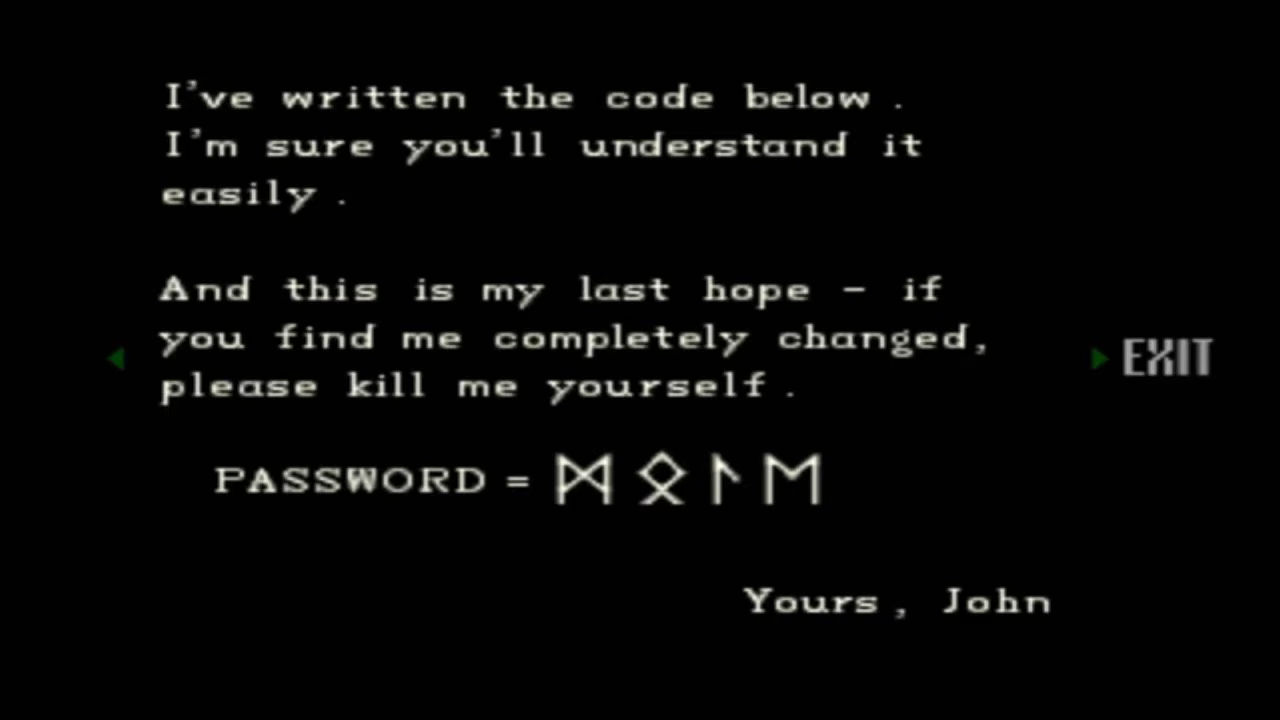 I've written the code below .
I'm sure you'll understand it
easily .
And this is my last hope – if
you find me completely changed,
please kill me yourself .
EXIT
PASSWORD = ᛞᛟᛚᛖ
Yours , John